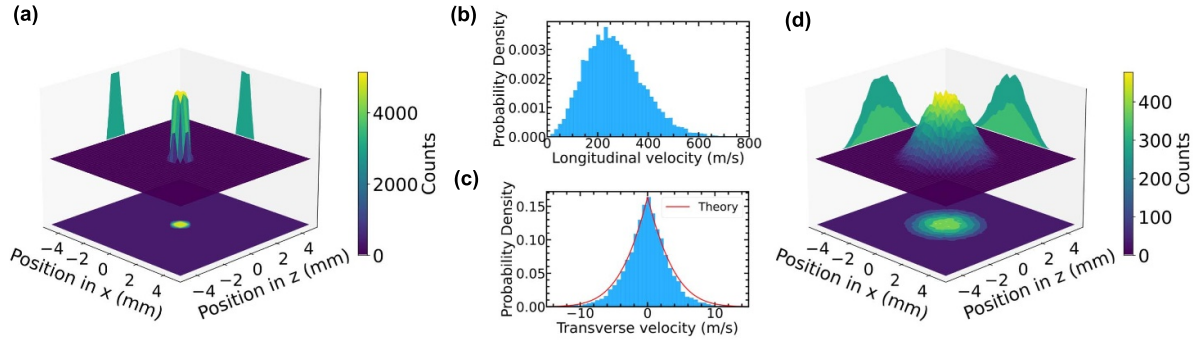 (a)
4000
2000
0
Counts
−4
−2
0
2
4
Position in x (mm)
−4
−2
0
2
4
Position in z (mm)
(b)
Probability Density
0.003
0.002
0.001
0.000
0 200 400 600 800
Longitudinal velocity (m/s)
(c)
Probability Density
0.15
0.10
0.05
0.00
−10 0 10
Transverse velocity (m/s)
Theory
(d)
400
300
200
100
0
Counts
−4
−2
0
2
4
Position in x (mm)
−4
−2
0
2
4
Position in z (mm)